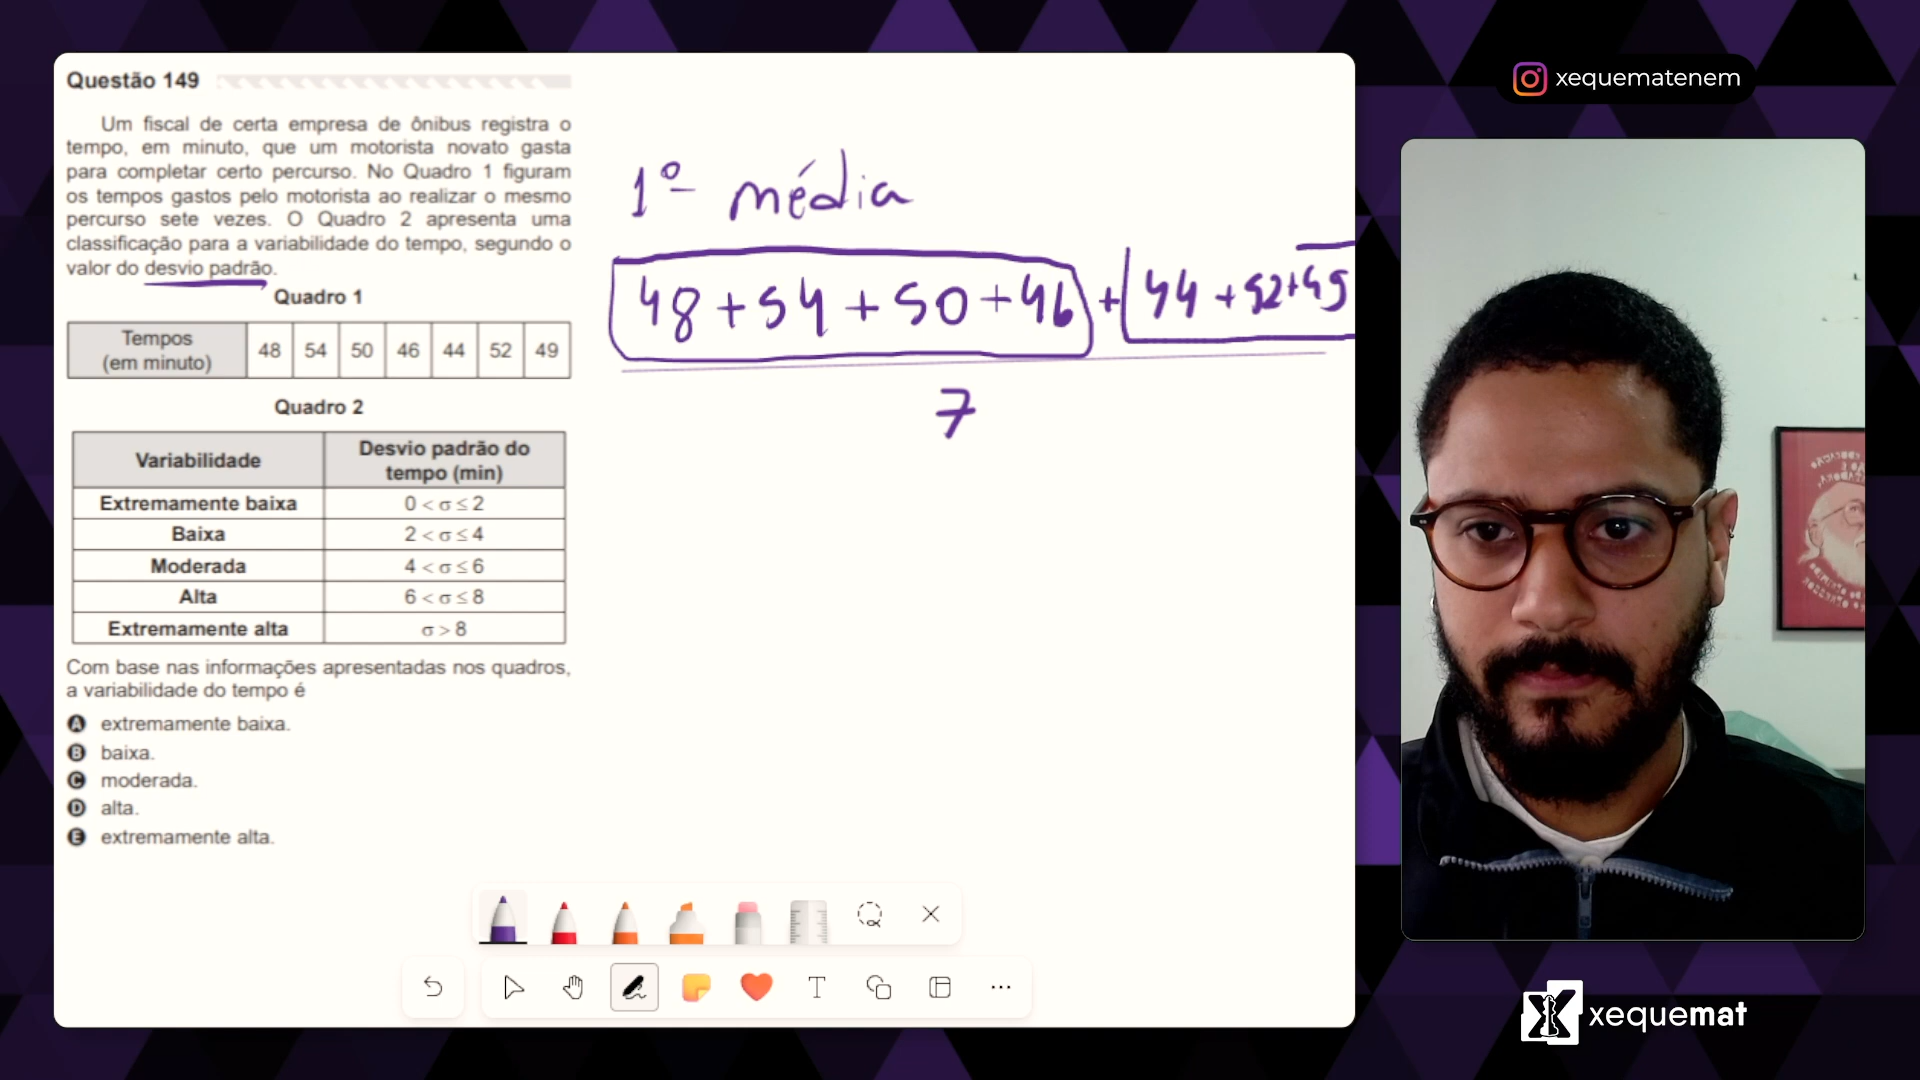 Questão 149
Um fiscal de certa empresa de ônibus registra o
tempo, em minuto, que um motorista novato gasta
para completar certo percurso. No Quadro 1 figuram
os tempos gastos pelo motorista ao realizar o mesmo
percurso sete vezes. O Quadro 2 apresenta uma
classificação para a variabilidade do tempo, segundo o
valor do desvio padrão.
Quadro 1
Tempos
(em minuto) 48 54 50 46 44 52 49
Quadro 2
Variabilidade Desvio padrão do
tempo (min)
Extremamente baixa 0 < σ ≤ 2
Baixa 2 < σ ≤ 4
Moderada 4 < σ ≤ 6
Alta 6 < σ ≤ 8
Extremamente alta σ > 8
Com base nas informações apresentadas nos quadros,
a variabilidade do tempo é
A extremamente baixa.
B baixa.
C moderada.
D alta.
E extremamente alta.
1º média
48 + 54 + 50 + 46 + 44 + 52 + 49
7
xequematenem
xequemat